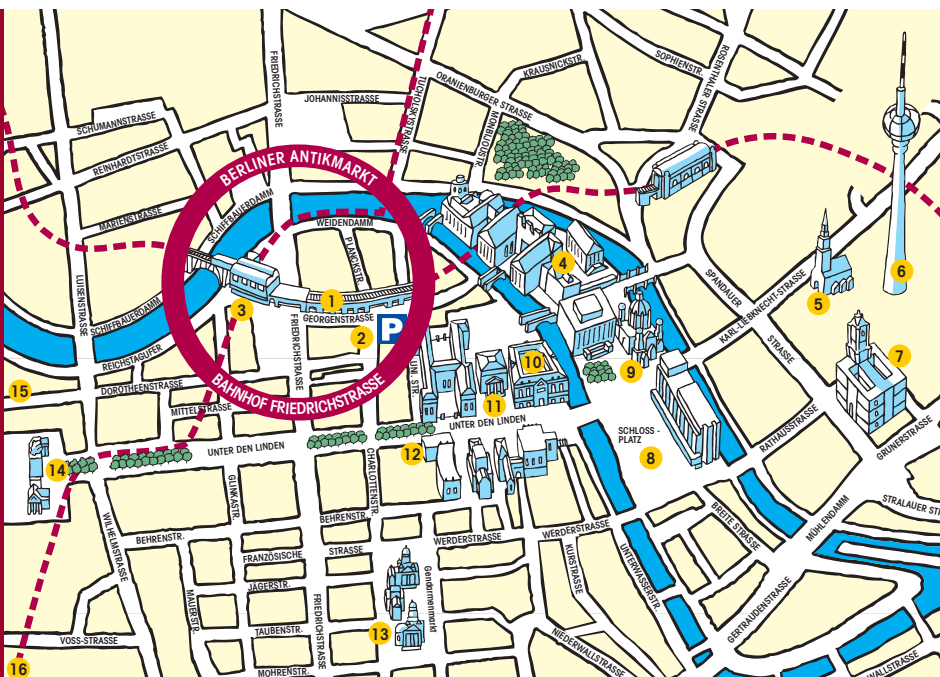 FRIEDRICHSTRASSE
SOPHIENSTR.
ROSENTHALER STRASSE
KRAUSNICKSTR.
ORANIENBURGER STRASSE
JOHANNISSTRASSE
TUCHOLSKYSTRASSE
MONBIJOUSTR.
SCHUMANNSTRASSE
REINHARDTSTRASSE
BERLINER ANTIKMARKT
MARIENSTRASSE
SCHIFFBAUERDAMM
WEIDENDAMM
PLANCKSTR.
4
6
5
SPANDAUER
STRASSE
KARL-LIEBKNECHT-STRASSE
LUISENSTRASSE
SCHIFFBAUERDAMM
1
3
GEORGENSTRASSE
2
P
FRIEDRICHSTRASSE
REICHSTAGUFER
7
10
9
15
DOROTHEENSTRASSE
BAHNHOF FRIEDRICHSTRASSE
UNI. STR.
11
MITTELSTRASSE
UNTER DEN LINDEN
UNTER DEN LINDEN
12
SCHLOSS -
PLATZ
8
RATHAUSSTRASSE
GRUNERSTRASSE
14
CHARLOTTENSTR.
GLINKASTR.
WILHELMSTRASSE
BEHRENSTR.
BEHRENSTR.
WERDERSTRASSE
WERDERSTRASSE
BREITE STRASSE
MÜHLENDAMM
STRALAUER ST
FRANZÖSISCHE
STRASSE
JÄGERSTR.
MAUERSTR.
FRIEDRICHSTRASSE
Gendarmenmarkt
KURSTRASSE
UNTERWASSERSTR.
GERTRAUDENSTRASSE
13
TAUBENSTR.
VOSS-STRASSE
NIEDERWALLSTRASSE
WALLSTRASSE
MOHRENSTR.
16